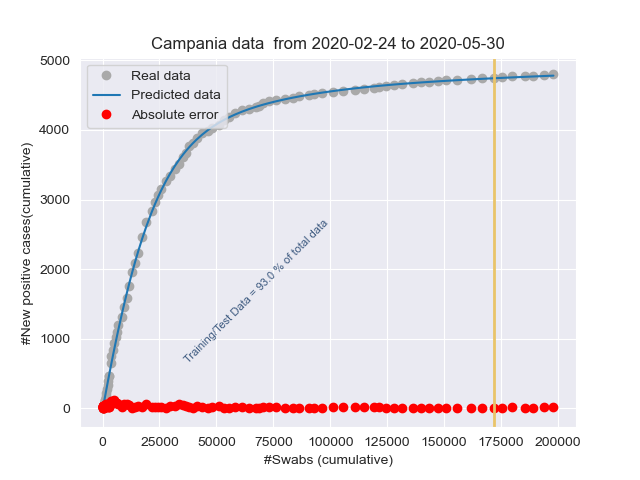 Campania data  from 2020-02-24 to 2020-05-30
Real data
Predicted data
Absolute error
#New positive cases(cumulative)
5000
4000
3000
2000
1000
0
Training/Test Data = 93.0 % of total data
0 25000 50000 75000 100000 125000 150000 175000 200000
#Swabs (cumulative)